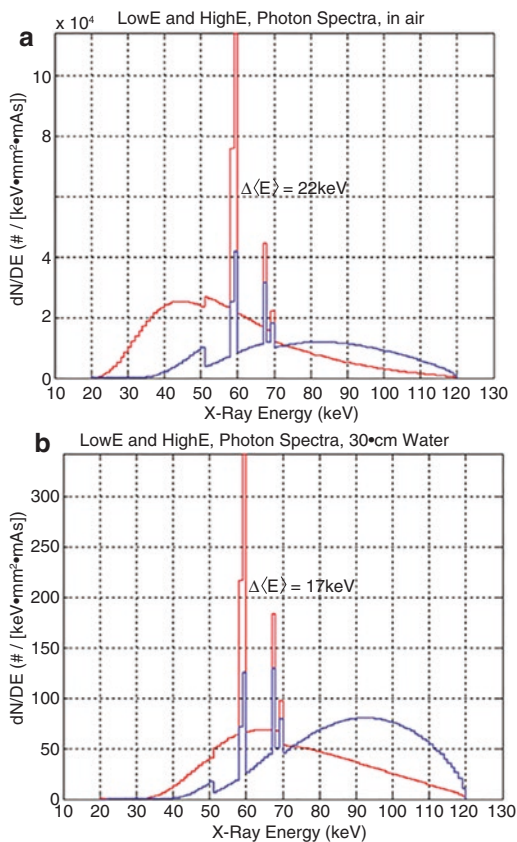 a
LowE and HighE, Photon Spectra, in air
x 10⁴
10
8
6
4
2
0
dN/DE (# / [keV•mm²•mAs])
Δ⟨E⟩ = 22keV
10 20 30 40 50 60 70 80 90 100 110 120 130
X-Ray Energy (keV)
b
LowE and HighE, Photon Spectra, 30•cm Water
300
250
200
150
100
50
0
dN/DE (# / [keV•mm²•mAs])
Δ⟨E⟩ = 17keV
10 20 30 40 50 60 70 80 90 100 110 120 130
X-Ray Energy (keV)